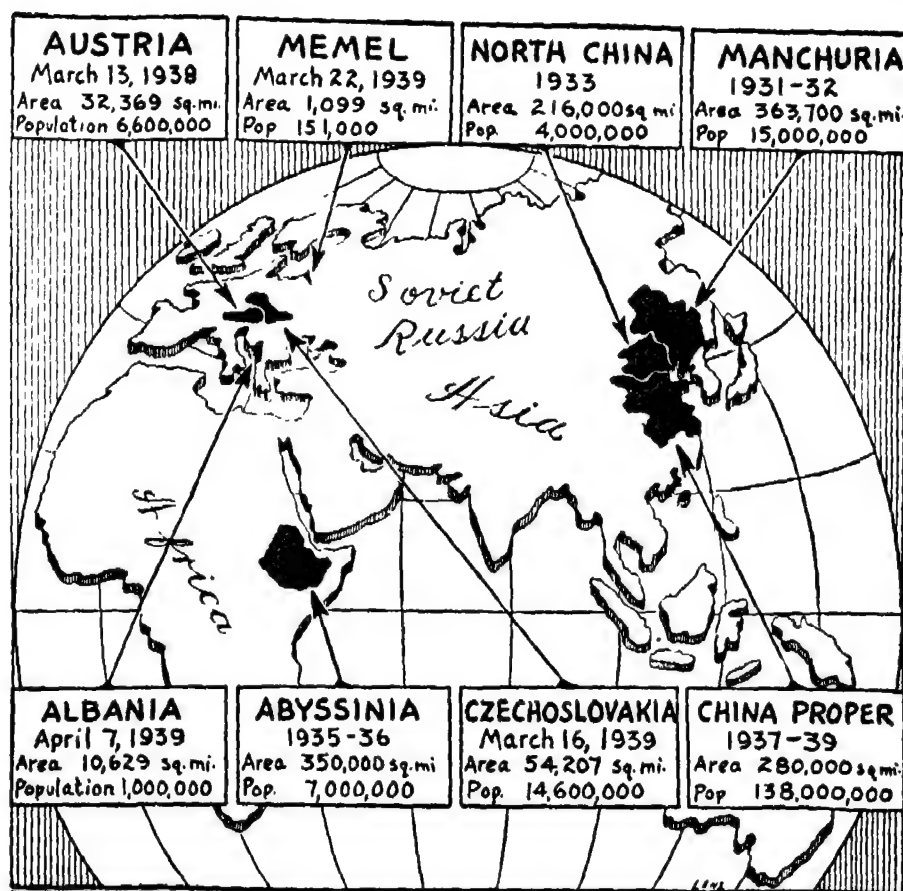 AUSTRIA
March 13, 1938
Area 32,369 sq.mi.
Population 6,600,000
MEMEL
March 22, 1939
Area 1,099 sq.mi.
Pop 151,000
NORTH CHINA
1933
Area 216,000 sq mi
Pop. 4,000,000
MANCHURIA
1931-32
Area 363,700 sq.mi.
Pop 15,000,000
Soviet
Russia
Asia
Africa
ALBANIA
April 7, 1939
Area 10,629 sq.mi.
Population 1,000,000
ABYSSINIA
1935-36
Area 350,000 sq.mi
Pop. 7,000,000
CZECHOSLOVAKIA
March 16, 1939
Area 54,207 sq.mi.
Pop. 14,600,000
CHINA PROPER
1937-39
Area 280,000 sq.mi.
Pop 138,000,000